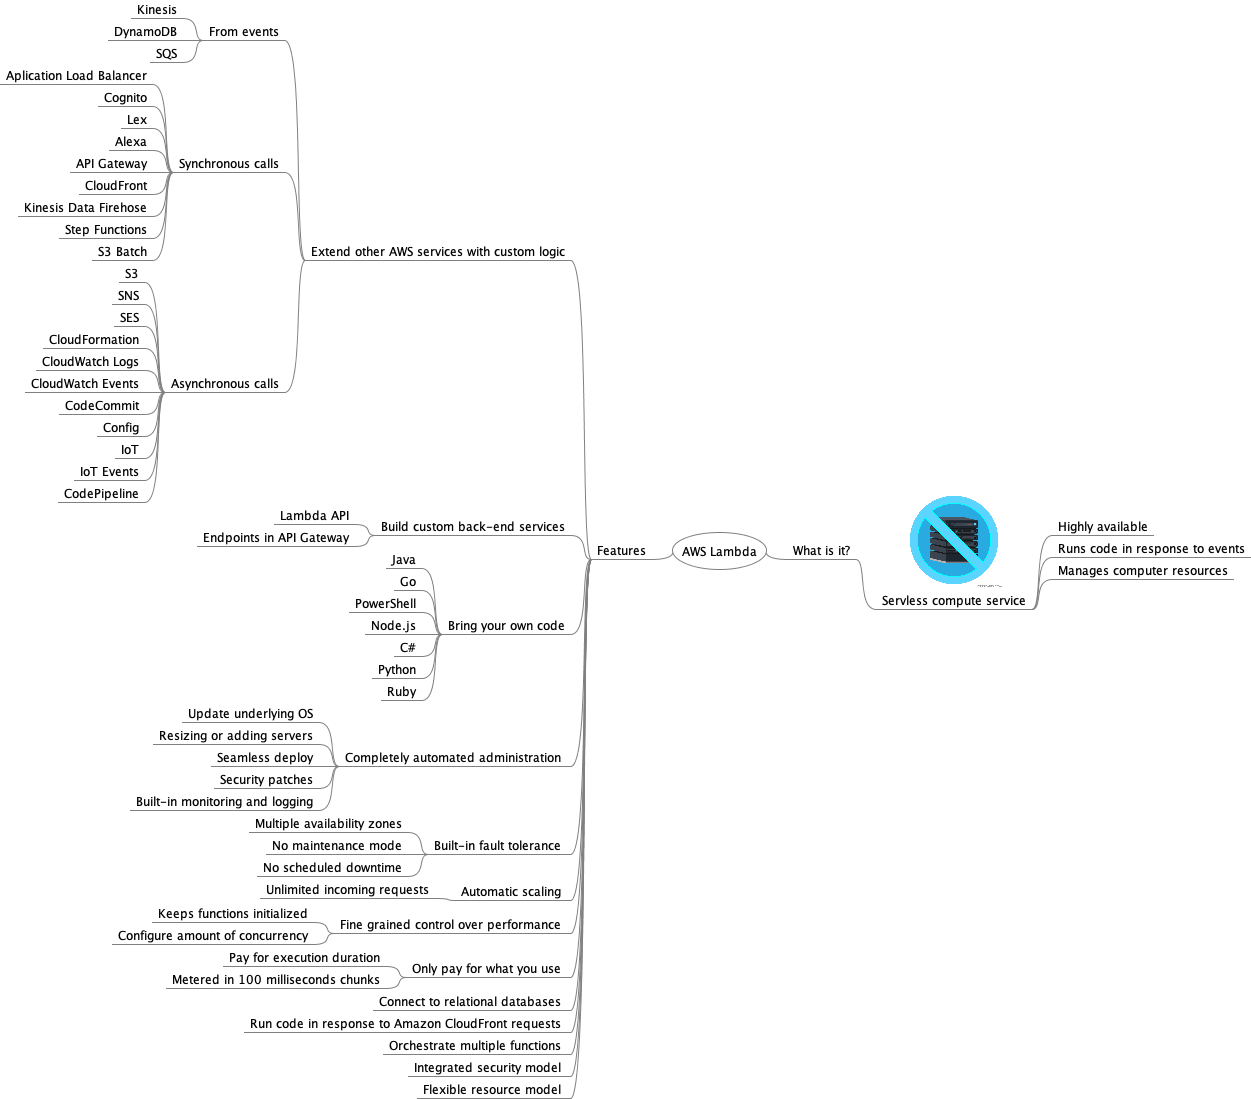 AWS Lambda
Features
Extend other AWS services with custom logic
From events
Kinesis
DynamoDB
SQS
Synchronous calls
Aplication Load Balancer
Cognito
Lex
Alexa
API Gateway
CloudFront
Kinesis Data Firehose
Step Functions
S3 Batch
Asynchronous calls
S3
SNS
SES
CloudFormation
CloudWatch Logs
CloudWatch Events
CodeCommit
Config
IoT
IoT Events
CodePipeline
Build custom back-end services
Lambda API
Endpoints in API Gateway
Bring your own code
Java
Go
PowerShell
Node.js
C#
Python
Ruby
Completely automated administration
Update underlying OS
Resizing or adding servers
Seamless deploy
Security patches
Built-in monitoring and logging
Built-in fault tolerance
Multiple availability zones
No maintenance mode
No scheduled downtime
Automatic scaling
Unlimited incoming requests
Fine grained control over performance
Keeps functions initialized
Configure amount of concurrency
Only pay for what you use
Pay for execution duration
Metered in 100 milliseconds chunks
Connect to relational databases
Run code in response to Amazon CloudFront requests
Orchestrate multiple functions
Integrated security model
Flexible resource model
What is it?
Servless compute service
Highly available
Runs code in response to events
Manages computer resources